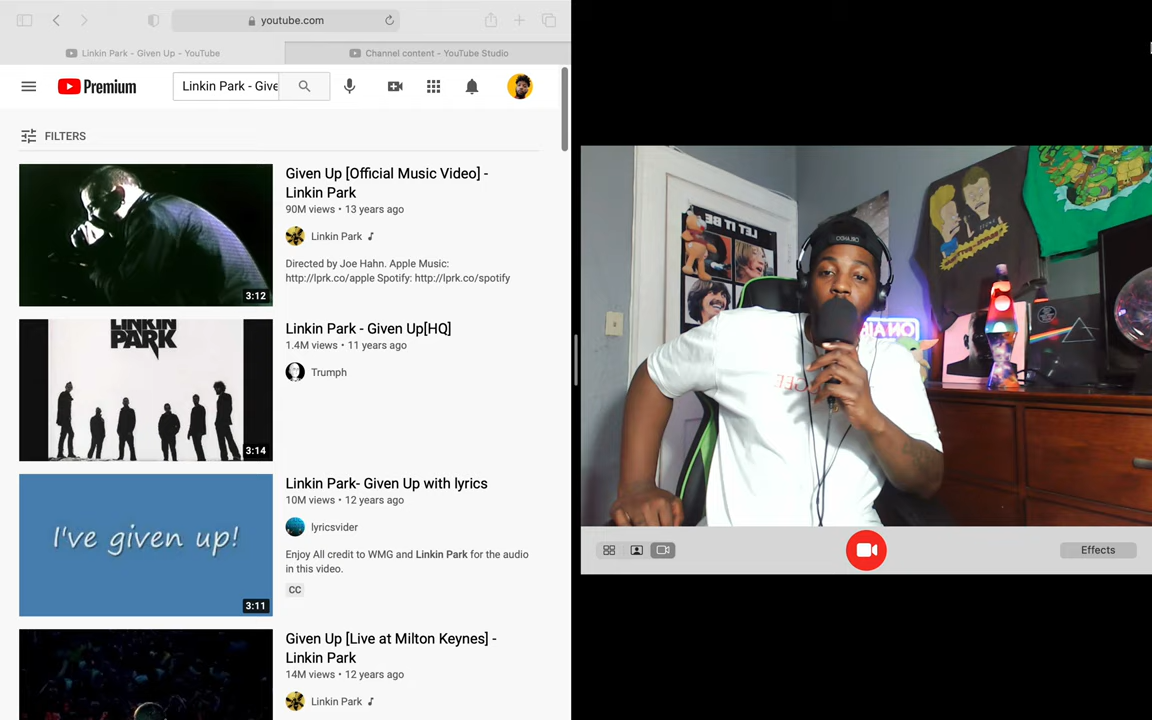 youtube.com
Linkin Park - Given Up - YouTube
Channel content - YouTube Studio
Premium
Linkin Park - Give
FILTERS
Given Up [Official Music Video] -
Linkin Park
90M views • 13 years ago
Linkin Park
Directed by Joe Hahn. Apple Music:
http://lprk.co/apple Spotify: http://lprk.co/spotify
3:12
LINKIN
PARK
Linkin Park - Given Up[HQ]
1.4M views • 11 years ago
Trumph
3:14
I've given up!
Linkin Park- Given Up with lyrics
10M views • 12 years ago
lyricsvider
Enjoy All credit to WMG and Linkin Park for the audio
in this video.
CC
3:11
Given Up [Live at Milton Keynes] -
Linkin Park
14M views • 12 years ago
Linkin Park
LET IT BE
ON AIR
Effects